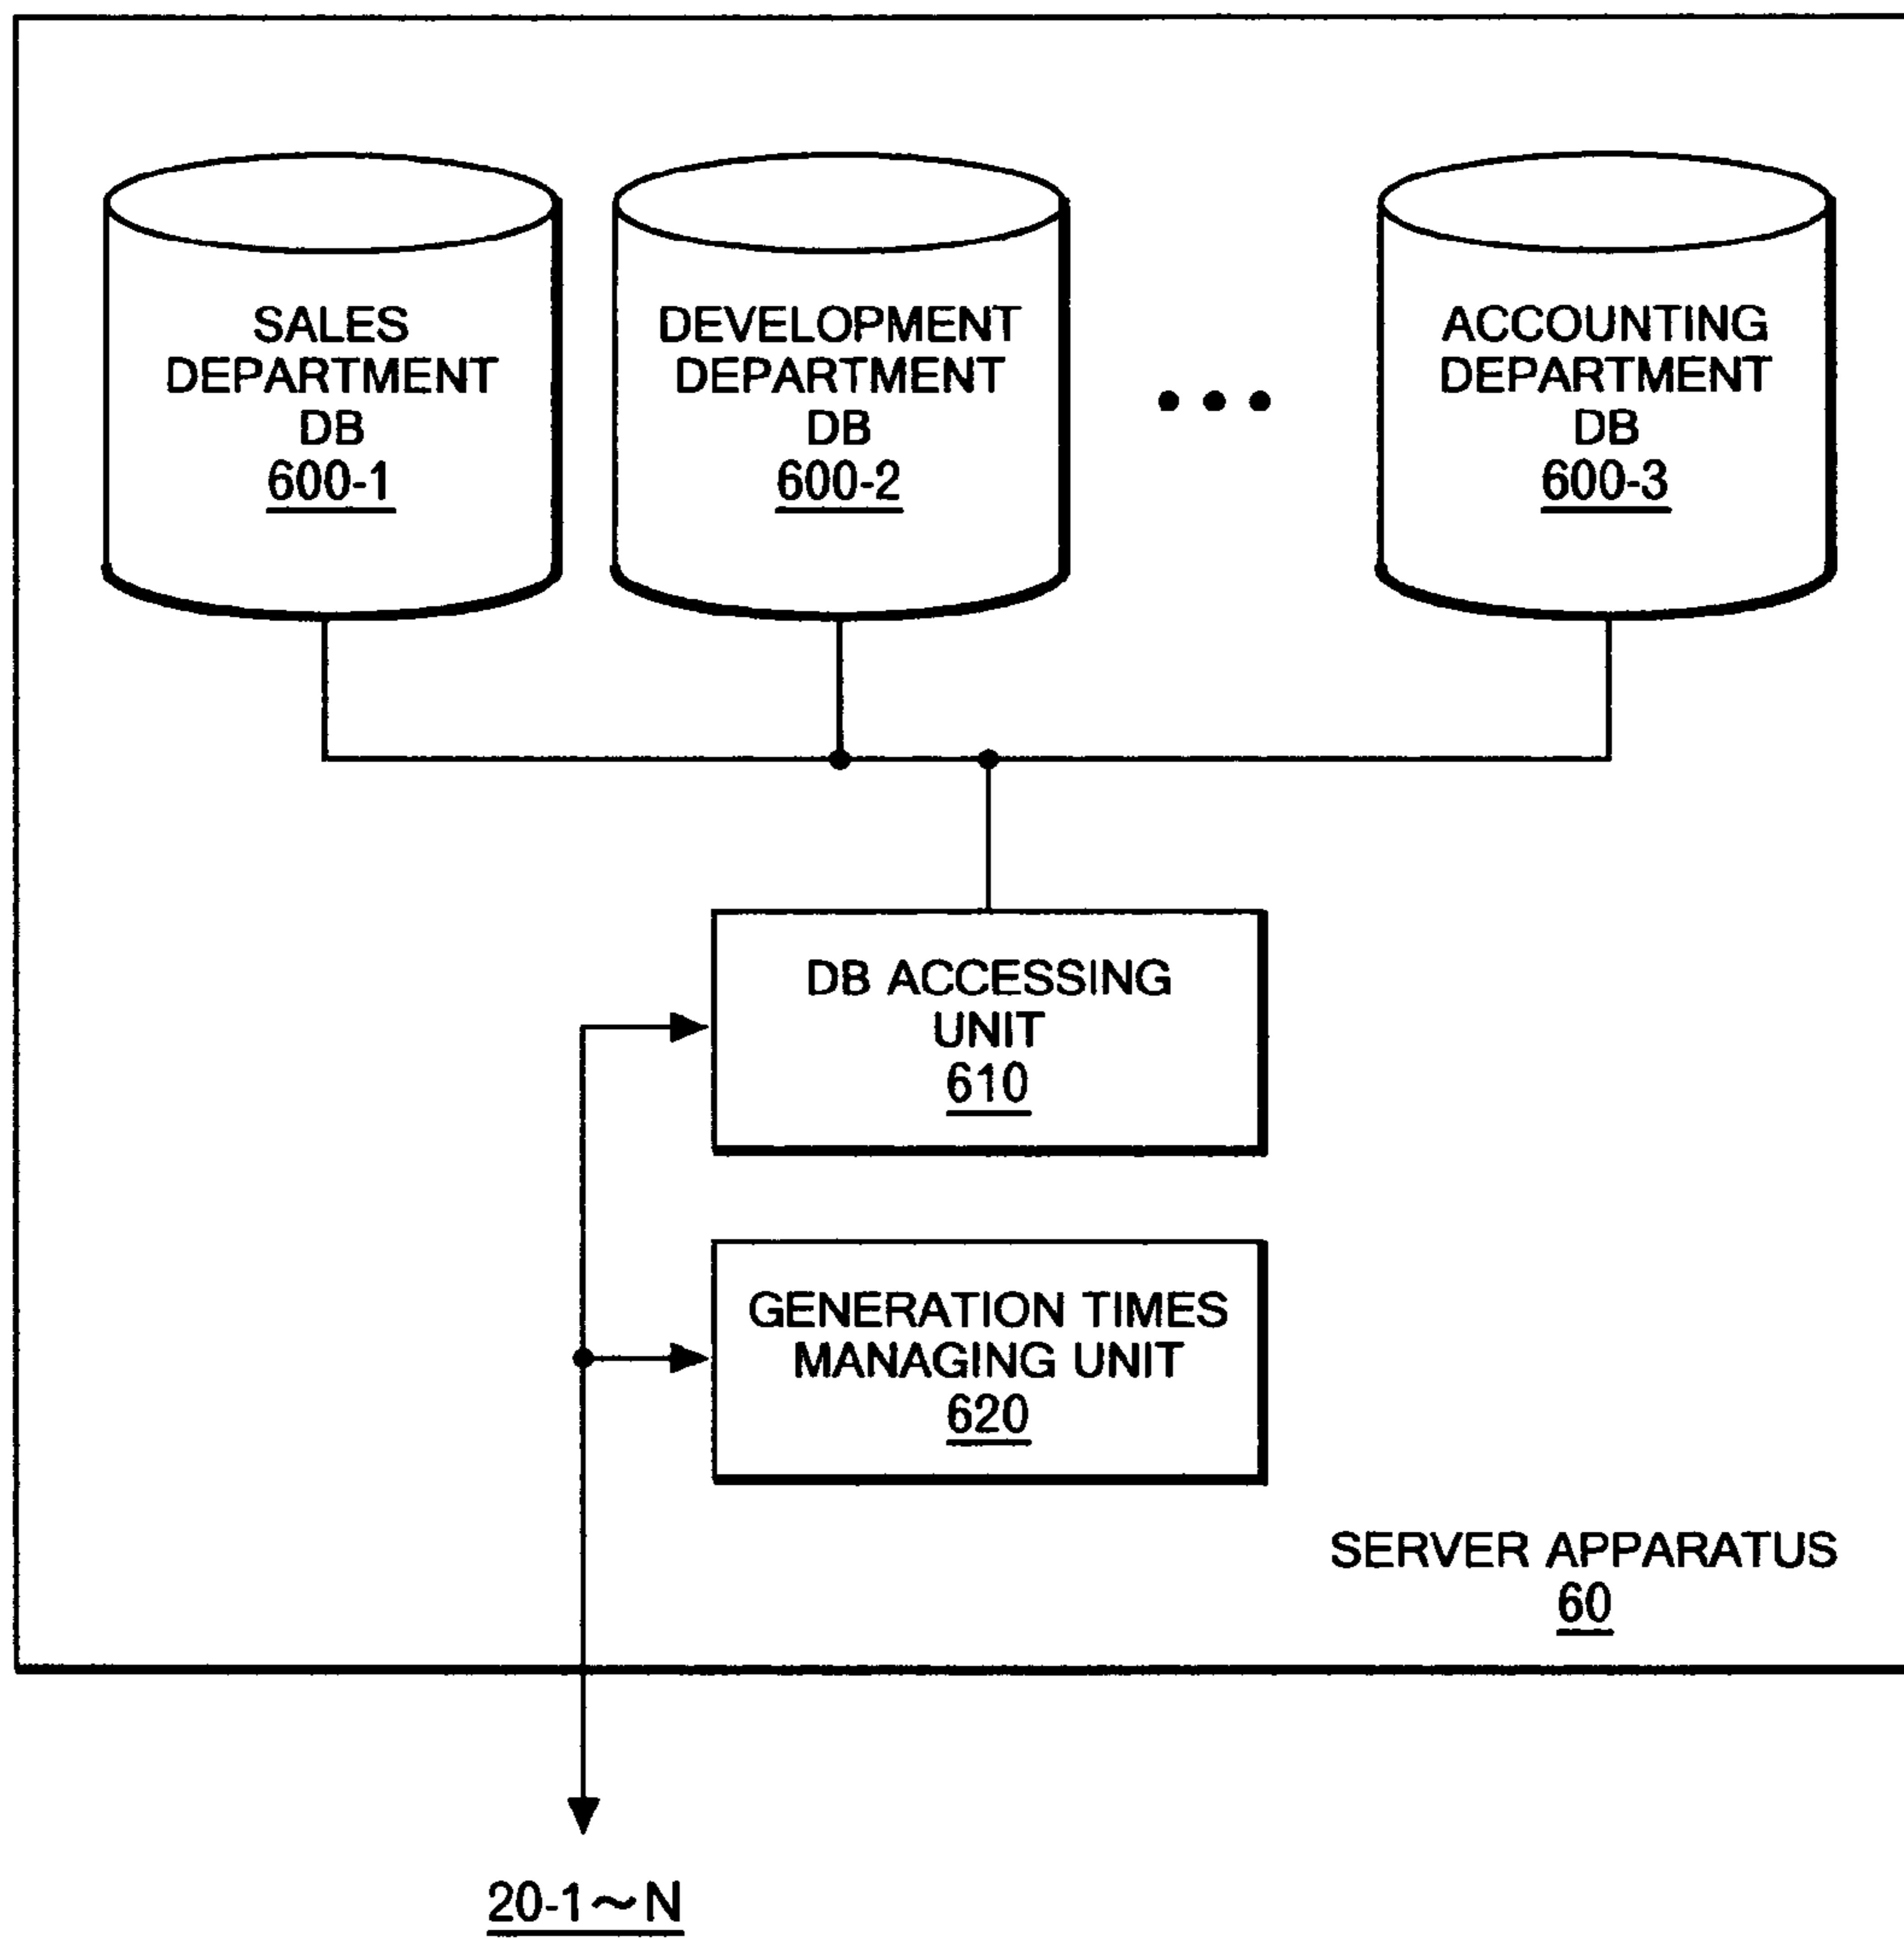 SALES
DEPARTMENT
DB
600-1
DEVELOPMENT
DEPARTMENT
DB
600-2
ACCOUNTING
DEPARTMENT
DB
600-3
DB ACCESSING
UNIT
610
GENERATION TIMES
MANAGING UNIT
620
SERVER APPARATUS
60
20-1~N